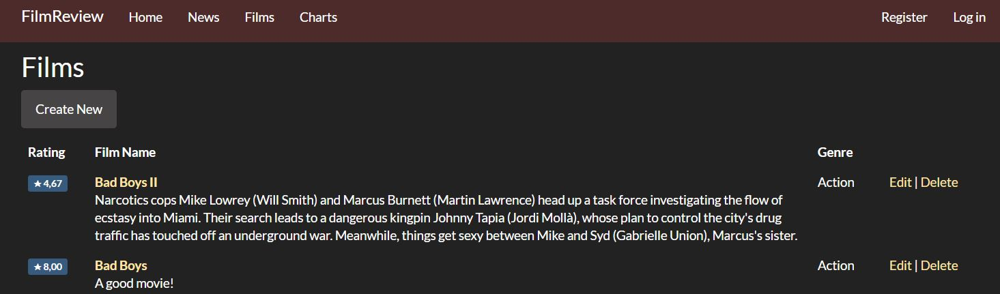 FilmReview Home News Films Charts Register Log in
Films
Create New
Rating Film Name Genre
★ 4,67 Bad Boys II Action Edit | Delete
Narcotics cops Mike Lowrey (Will Smith) and Marcus Burnett (Martin Lawrence) head up a task force investigating the flow of
ecstasy into Miami. Their search leads to a dangerous kingpin Johnny Tapia (Jordi Mollà), whose plan to control the city's drug
traffic has touched off an underground war. Meanwhile, things get sexy between Mike and Syd (Gabrielle Union), Marcus's sister.
★ 8,00 Bad Boys Action Edit | Delete
A good movie!